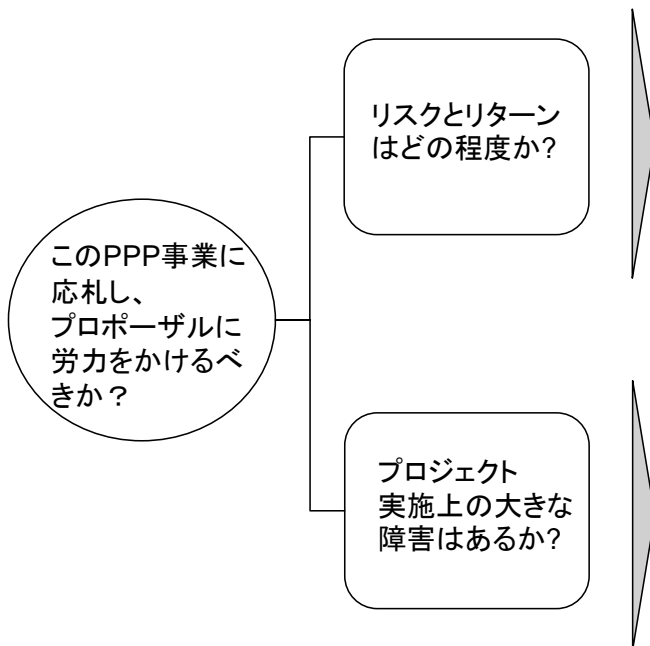 リスクとリターン
はどの程度か?
このPPP事業に
応札し、
プロポーザルに
労力をかけるべ
きか？
プロジェクト
実施上の大きな
障害はあるか?